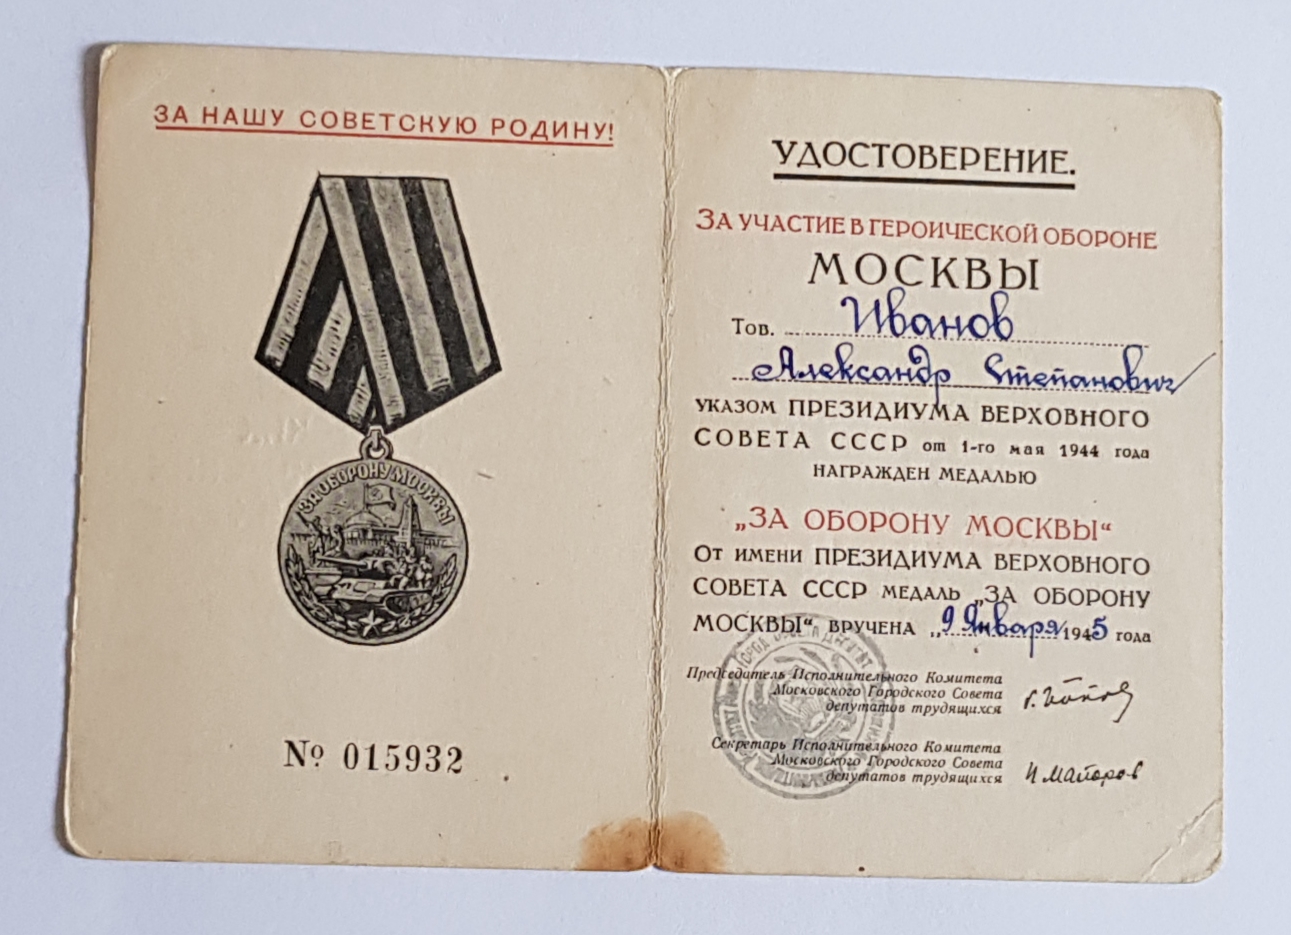 ЗА НАШУ СОВЕТСКУЮ РОДИНУ!
ЗА ОБОРОНУ МОСКВЫ
№ 015932
УДОСТОВЕРЕНИЕ.
ЗА УЧАСТИЕ В ГЕРОИЧЕСКОЙ ОБОРОНЕ
МОСКВЫ
Тов. Иванов
Александр Степанович
УКАЗОМ ПРЕЗИДИУМА ВЕРХОВНОГО
СОВЕТА СССР от 1-го мая 1944 года
НАГРАЖДЕН МЕДАЛЬЮ
„ЗА ОБОРОНУ МОСКВЫ“
От имени ПРЕЗИДИУМА ВЕРХОВНОГО
СОВЕТА СССР МЕДАЛЬ „ЗА ОБОРОНУ
МОСКВЫ“ ВРУЧЕНА „9 Января 1945 года
Председатель Исполнительного Комитета
Московского Городского Совета
депутатов трудящихся
Г. Попов
Секретарь Исполнительного Комитета
Московского Городского Совета
депутатов трудящихся
П Майоров